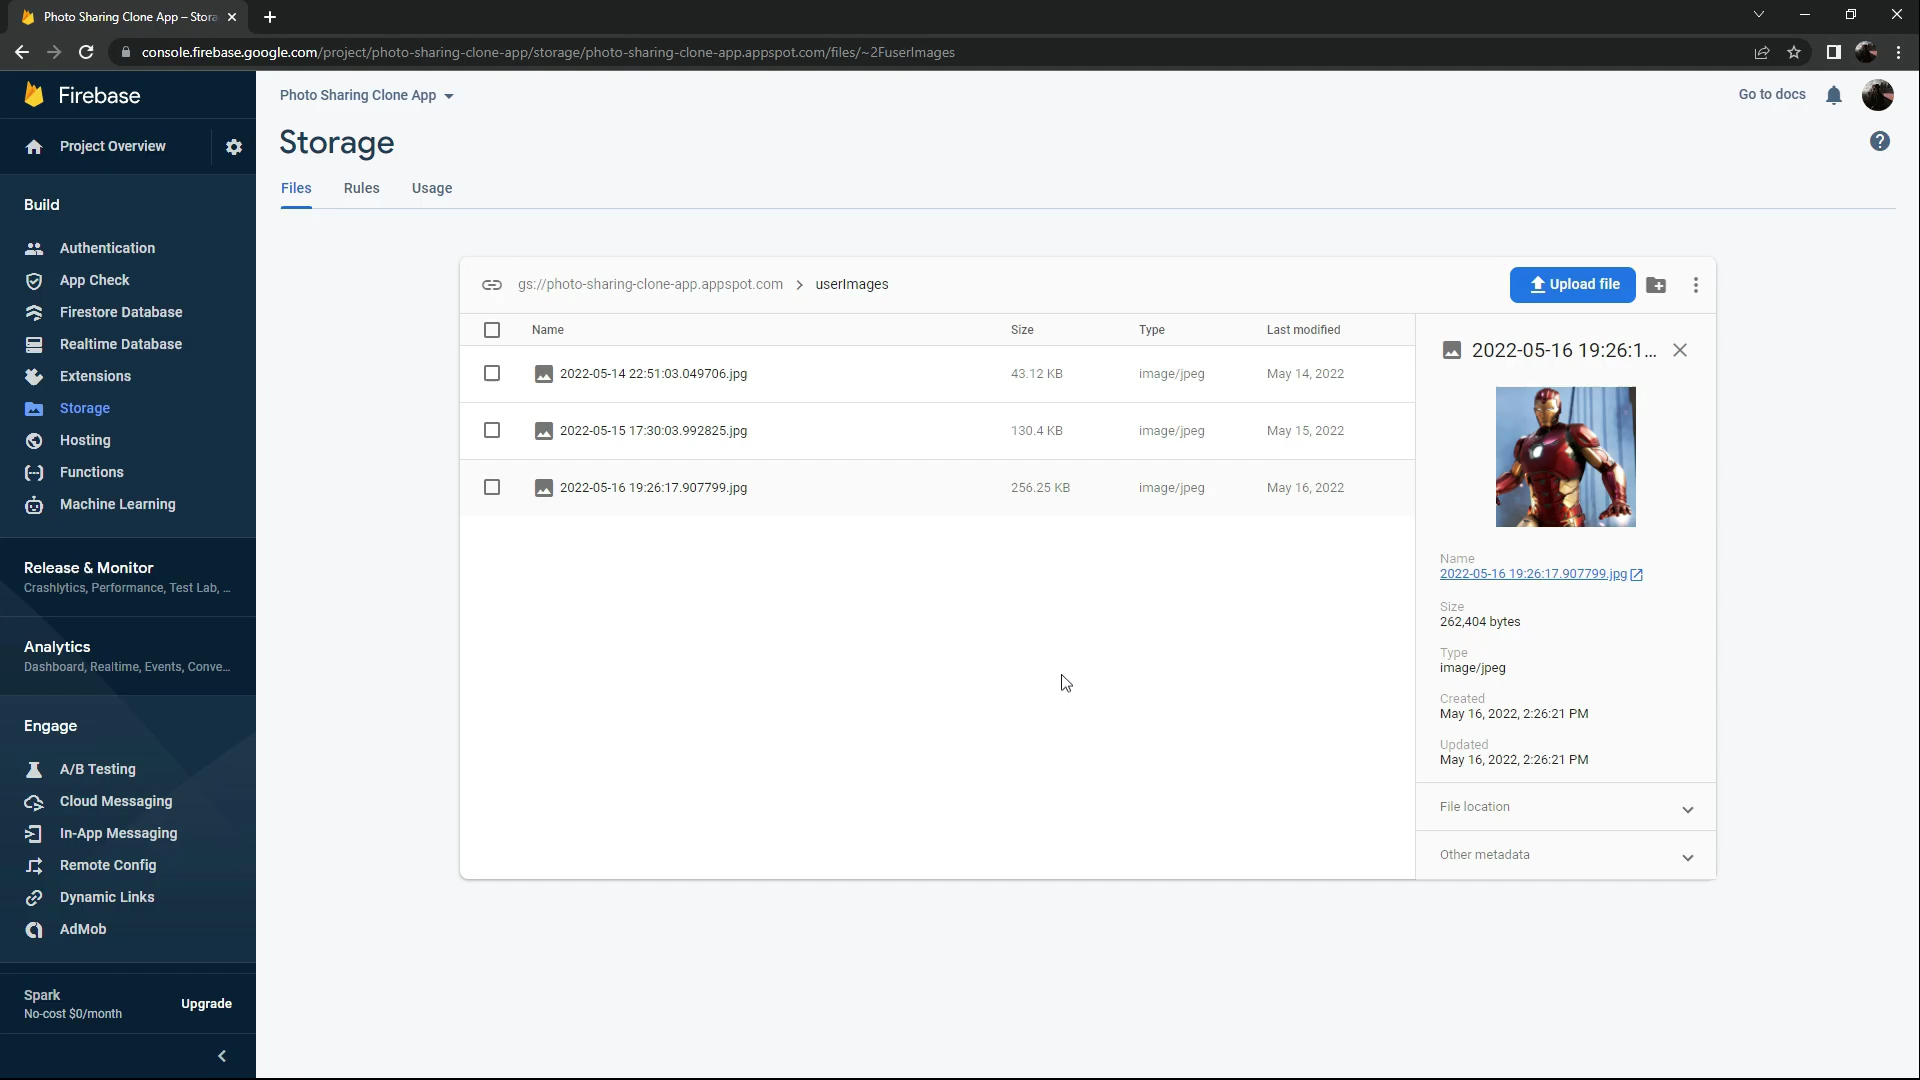 Photo Sharing Clone App – Stora
console.firebase.google.com/project/photo-sharing-clone-app/storage/photo-sharing-clone-app.appspot.com/files/~2FuserImages
Firebase
Project Overview
Build
Authentication
App Check
Firestore Database
Realtime Database
Extensions
Storage
Hosting
Functions
Machine Learning
Release & Monitor
Crashlytics, Performance, Test Lab, ...
Analytics
Dashboard, Realtime, Events, Conve...
Engage
A/B Testing
Cloud Messaging
In-App Messaging
Remote Config
Dynamic Links
AdMob
Spark
No-cost $0/month
Upgrade
Photo Sharing Clone App
Go to docs
Storage
Files Rules Usage
gs://photo-sharing-clone-app.appspot.com > userImages
Upload file
Name Size Type Last modified
2022-05-14 22:51:03.049706.jpg 43.12 KB image/jpeg May 14, 2022
2022-05-15 17:30:03.992825.jpg 130.4 KB image/jpeg May 15, 2022
2022-05-16 19:26:17.907799.jpg 256.25 KB image/jpeg May 16, 2022
2022-05-16 19:26:1...
Name
2022-05-16 19:26:17.907799.jpg
Size
262,404 bytes
Type
image/jpeg
Created
May 16, 2022, 2:26:21 PM
Updated
May 16, 2022, 2:26:21 PM
File location
Other metadata